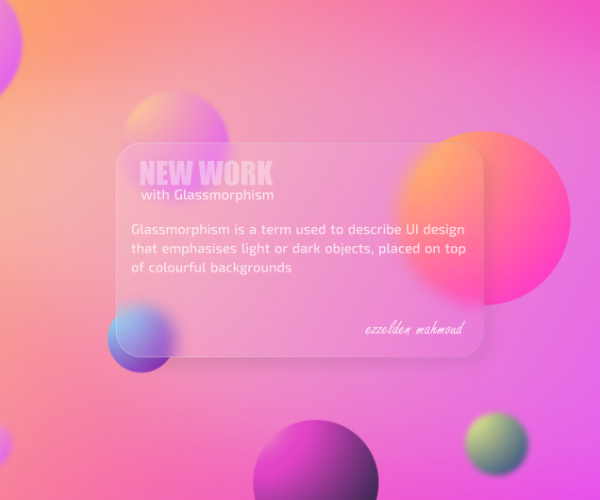 NEW WORK
with Glassmorphism
Glassmorphism is a term used to describe UI design
that emphasises light or dark objects, placed on top
of colourful backgrounds
ezzelden mahmoud